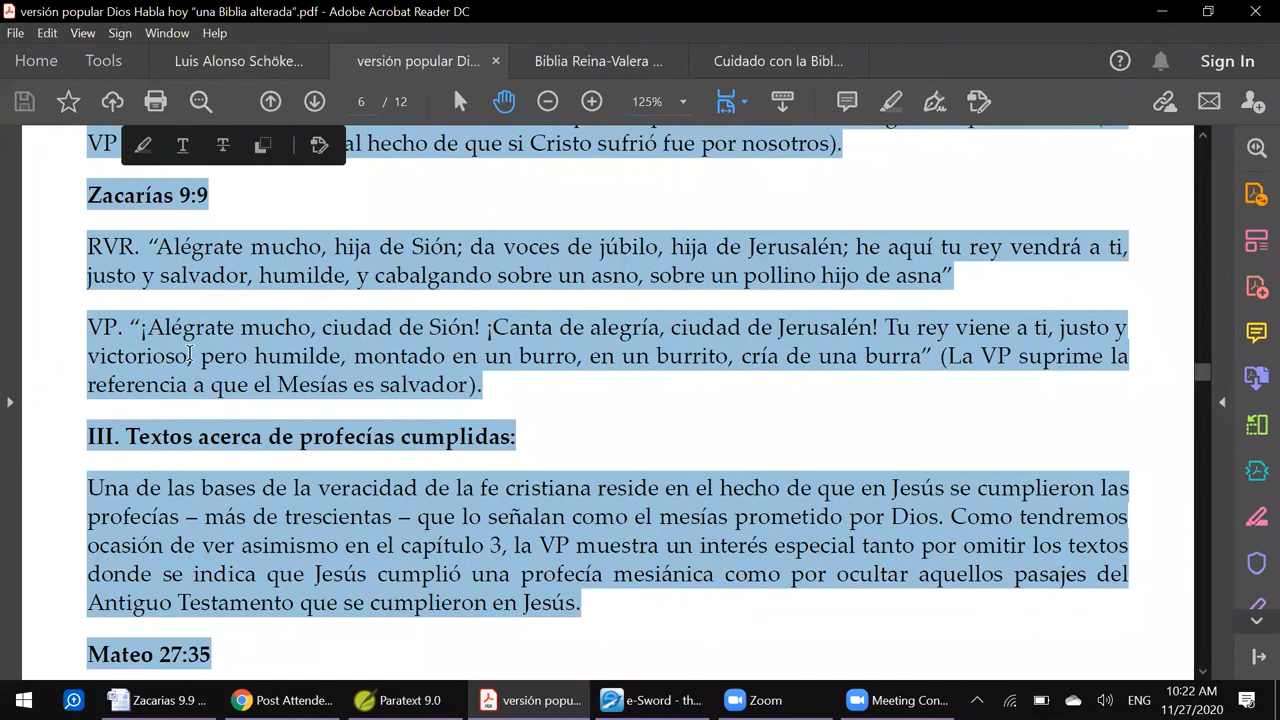 versión popular Dios Habla hoy "una Biblia alterada".pdf - Adobe Acrobat Reader DC
File Edit View Sign Window Help
Home Tools Luis Alonso Schöke... versión popular Di... Biblia Reina-Valera ... Cuidado con la Bibl... Sign In
6 / 12 125%
VP al hecho de que si Cristo sufrió fue por nosotros).
Zacarías 9:9
RVR. “Alégrate mucho, hija de Sión; da voces de júbilo, hija de Jerusalén; he aquí tu rey vendrá a ti,
justo y salvador, humilde, y cabalgando sobre un asno, sobre un pollino hijo de asna”
VP. “¡Alégrate mucho, ciudad de Sión! ¡Canta de alegría, ciudad de Jerusalén! Tu rey viene a ti, justo y
victorioso, pero humilde, montado en un burro, en un burrito, cría de una burra” (La VP suprime la
referencia a que el Mesías es salvador).
III. Textos acerca de profecías cumplidas:
Una de las bases de la veracidad de la fe cristiana reside en el hecho de que en Jesús se cumplieron las
profecías – más de trescientas – que lo señalan como el mesías prometido por Dios. Como tendremos
ocasión de ver asimismo en el capítulo 3, la VP muestra un interés especial tanto por omitir los textos
donde se indica que Jesús cumplió una profecía mesiánica como por ocultar aquellos pasajes del
Antiguo Testamento que se cumplieron en Jesús.
Mateo 27:35
Zacarias 9.9 ... Post Attende... Paratext 9.0 versión popu... e-Sword - th... Zoom Meeting Con... ENG 10:22 AM
11/27/2020